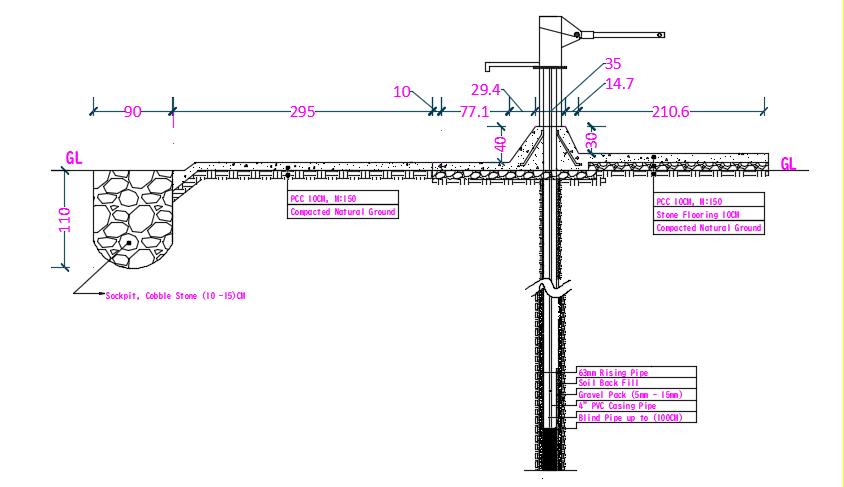 35
10
29.4
14.7
90
295
77.1
210.6
40
30
GL
GL
110
PCC 10CM, M:150
Compacted Natural Ground
PCC 10CM, M:150
Stone Flooring 10CM
Compacted Natural Ground
Sockpit, Cobble Stone (10 -15)CM
63mm Rising Pipe
Soil Back Fill
Gravel Pack (5mm - 15mm)
4" PVC Casing Pipe
Blind Pipe up to (100CM)